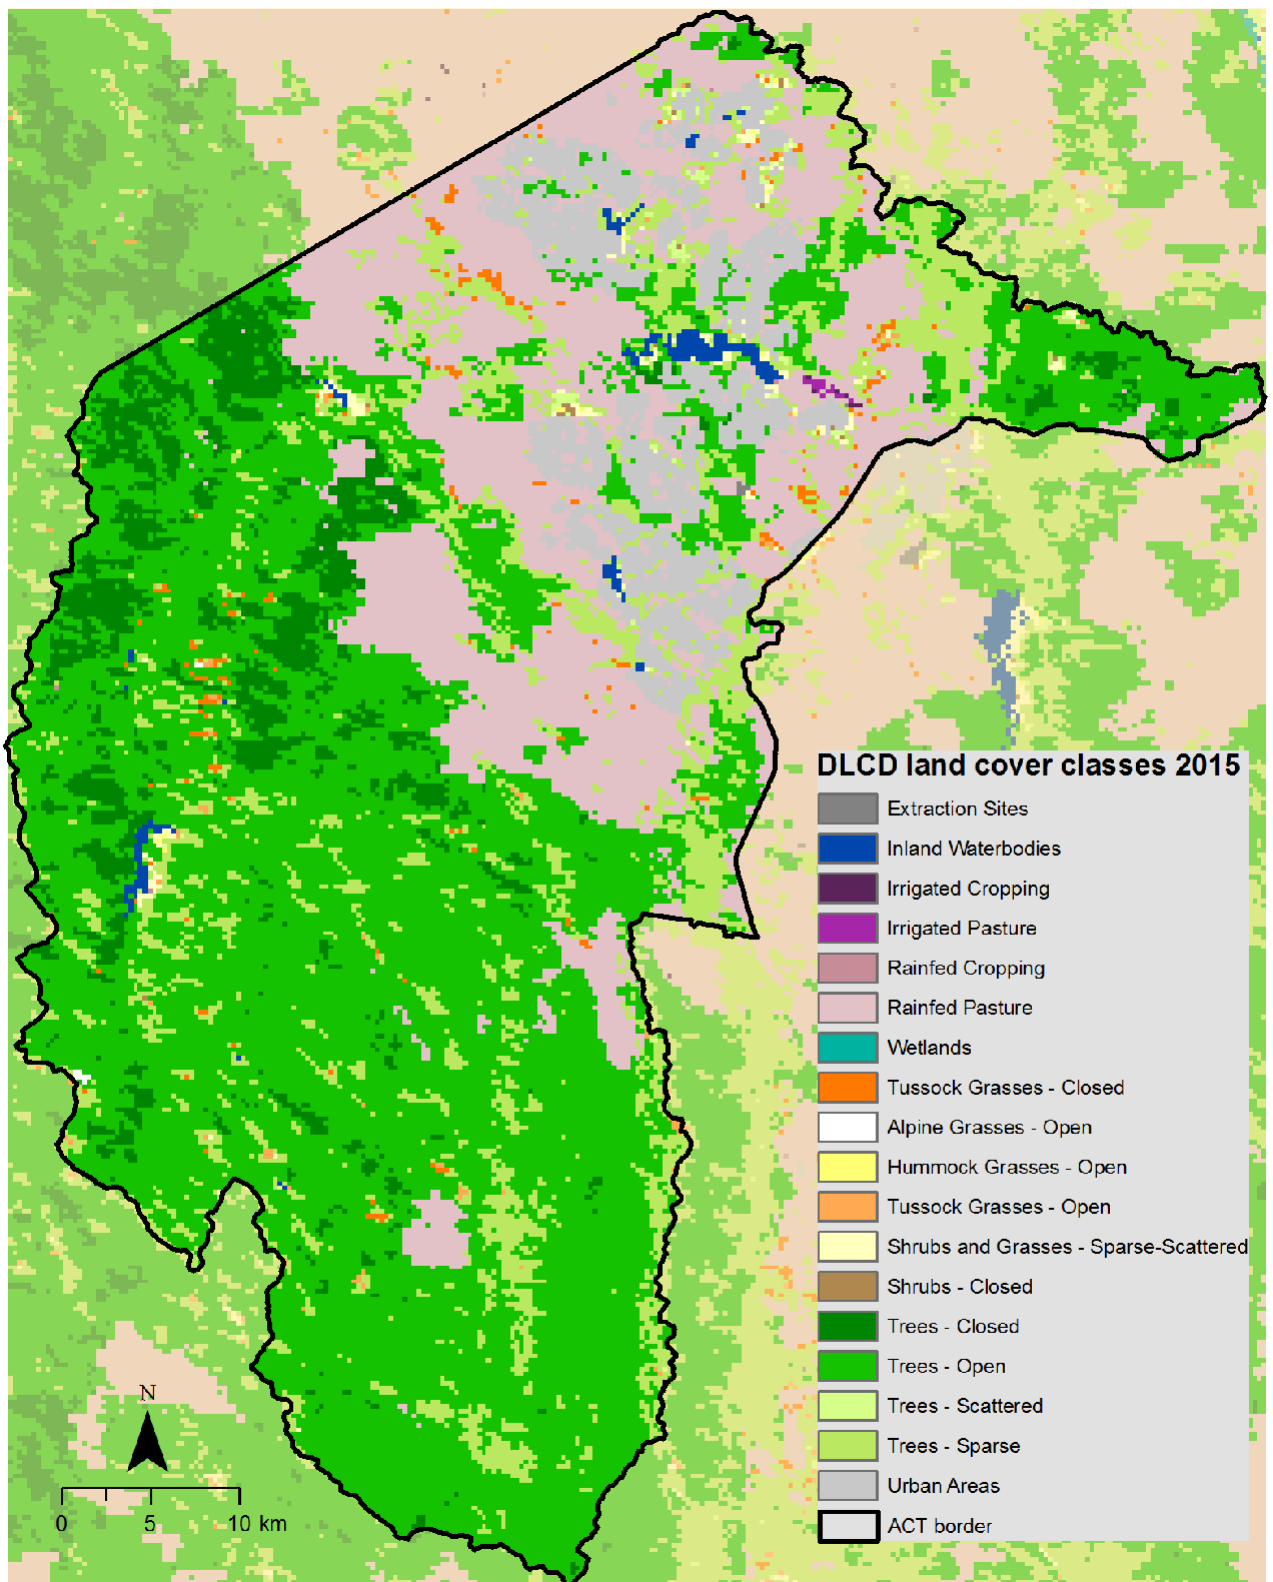 DLCD land cover classes 2015
Extraction Sites
Inland Waterbodies
Irrigated Cropping
Irrigated Pasture
Rainfed Cropping
Rainfed Pasture
Wetlands
Tussock Grasses - Closed
Alpine Grasses - Open
Hummock Grasses - Open
Tussock Grasses - Open
Shrubs and Grasses - Sparse-Scattered
Shrubs - Closed
Trees - Closed
Trees - Open
Trees - Scattered
Trees - Sparse
Urban Areas
ACT border
N
0 5 10 km